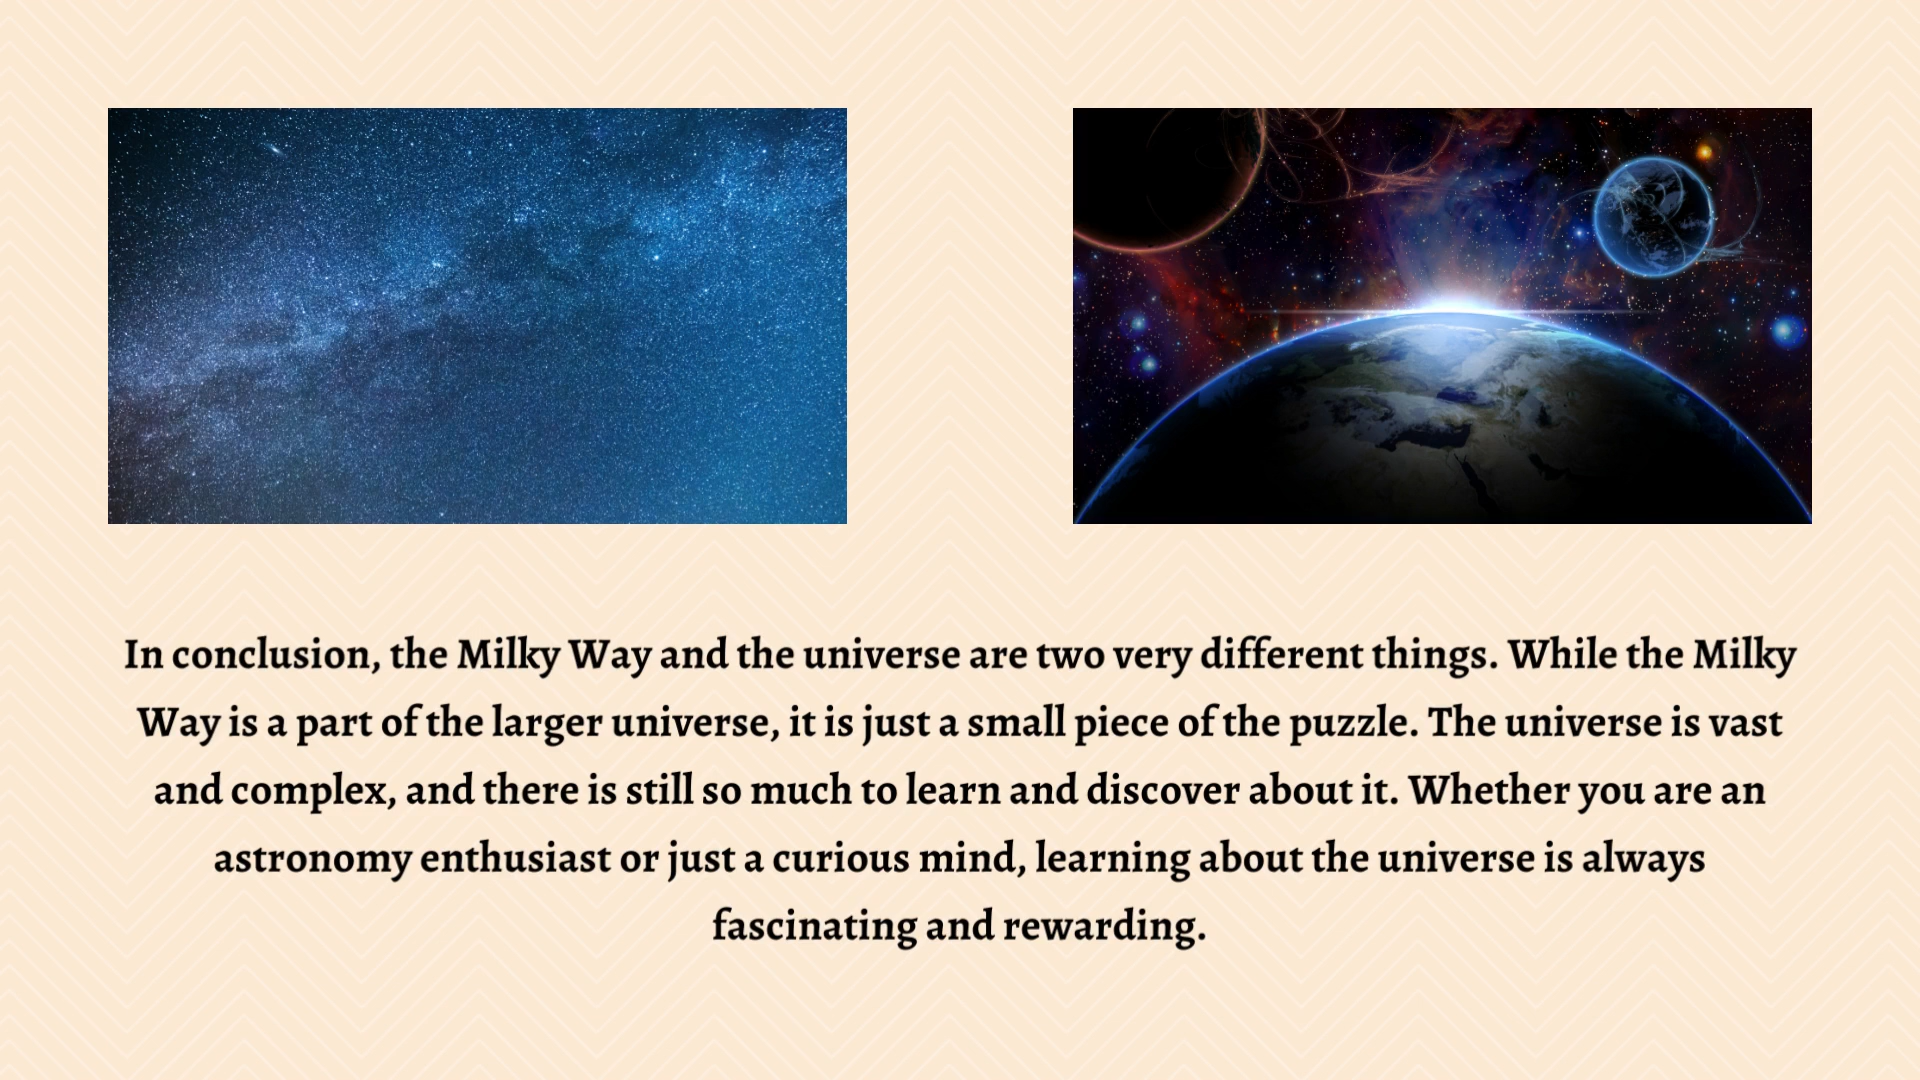 In conclusion, the Milky Way and the universe are two very different things. While the Milky
Way is a part of the larger universe, it is just a small piece of the puzzle. The universe is vast
and complex, and there is still so much to learn and discover about it. Whether you are an
astronomy enthusiast or just a curious mind, learning about the universe is always
fascinating and rewarding.